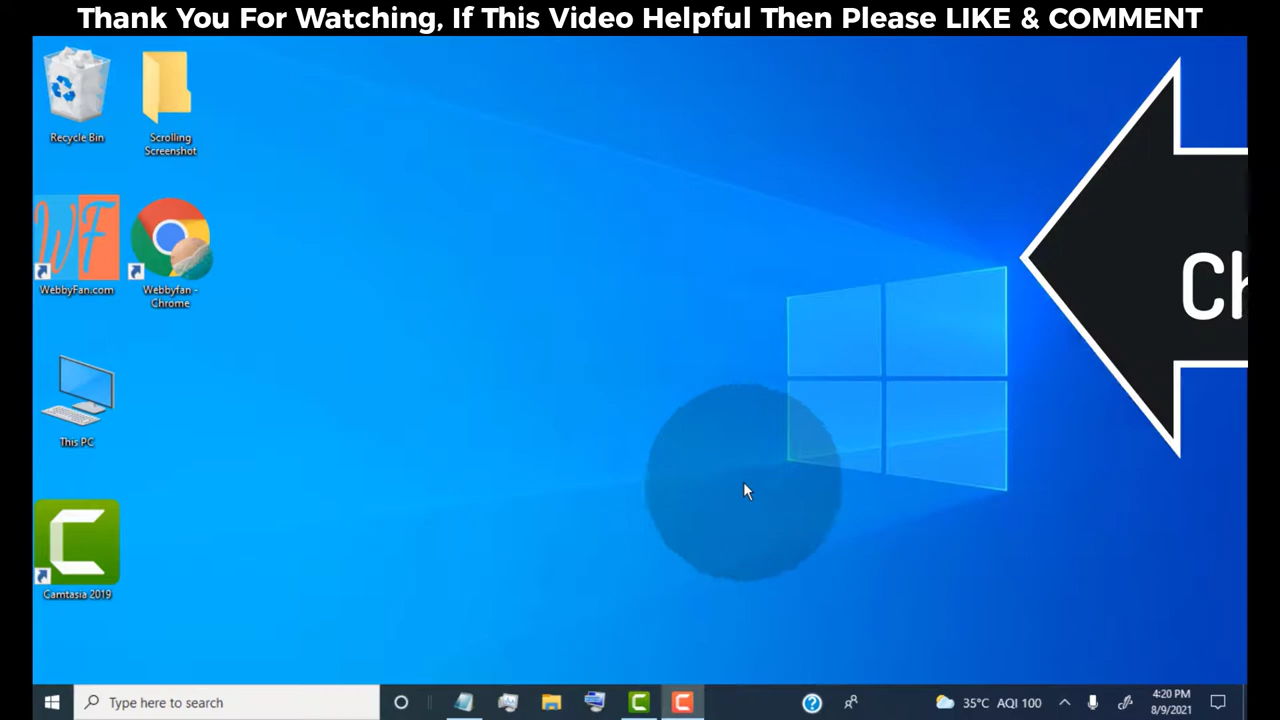 Thank You For Watching, If This Video Helpful Then Please LIKE & COMMENT
Recycle Bin
Scrolling
Screenshot
WF
WebbyFan.com
Webbyfan -
Chrome
This PC
Camtasia 2019
Type here to search
35°C AQI 100
4:20 PM
8/9/2021